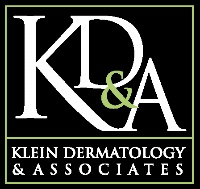 KD&A
KLEIN DERMATOLOGY
& ASSOCIATES